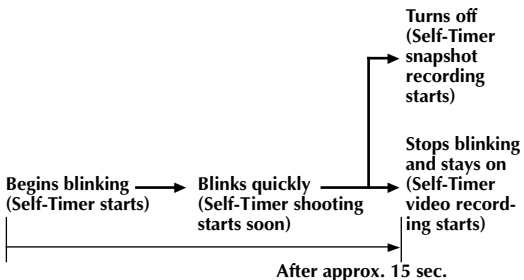 Turns off
(Self-Timer
snapshot
recording
starts)
Begins blinking
(Self-Timer starts)
Blinks quickly
(Self-Timer shooting
starts soon)
Stops blinking
and stays on
(Self-Timer
video record-
ing starts)
After approx. 15 sec.